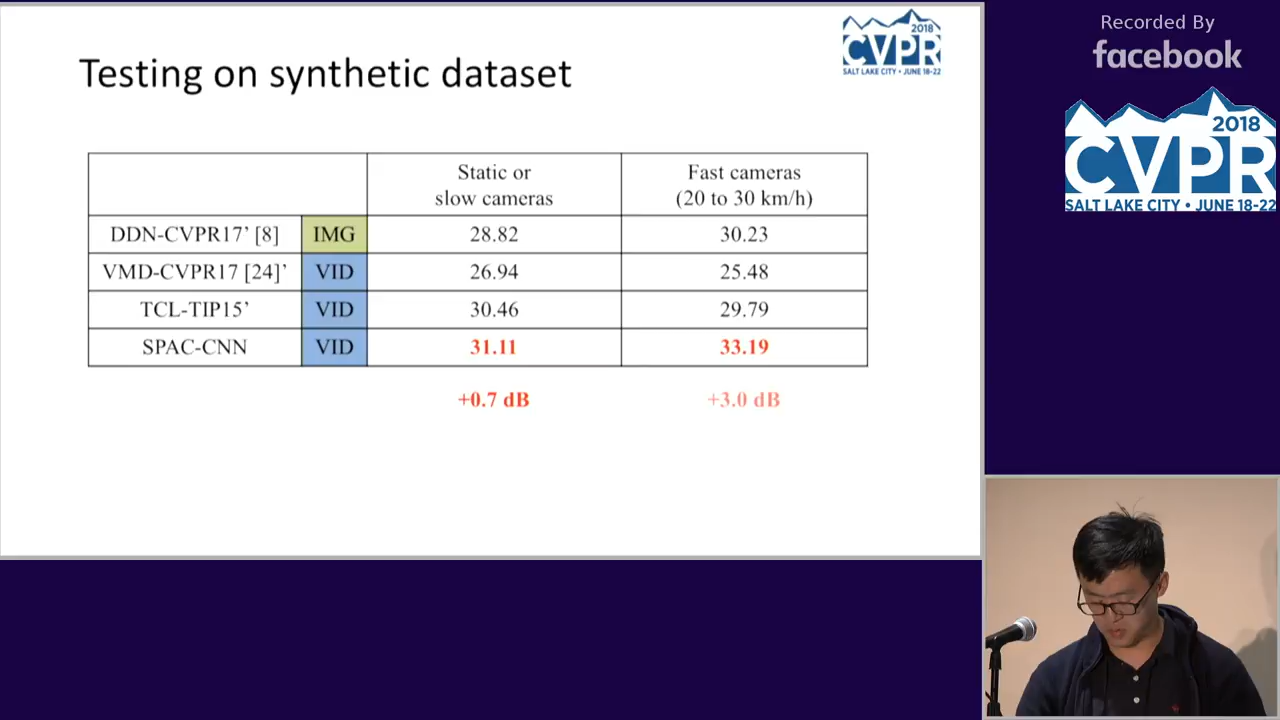 Testing on synthetic dataset
2018
CVPR
SALT LAKE CITY • JUNE 18-22
Static or
slow cameras
Fast cameras
(20 to 30 km/h)
DDN-CVPR17’ [8] IMG 28.82 30.23
VMD-CVPR17 [24]’ VID 26.94 25.48
TCL-TIP15’ VID 30.46 29.79
SPAC-CNN VID 31.11 33.19
+0.7 dB +3.0 dB
Recorded By
facebook
2018
CVPR
SALT LAKE CITY • JUNE 18-22